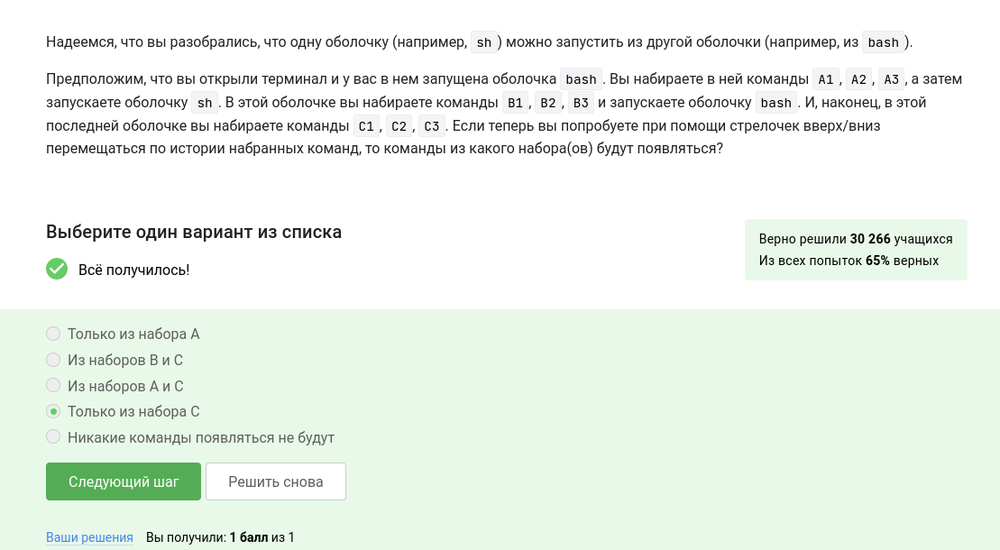 Надеемся, что вы разобрались, что одну оболочку (например, sh) можно запустить из другой оболочки (например, из bash).
Предположим, что вы открыли терминал и у вас в нем запущена оболочка bash. Вы набираете в ней команды A1, A2, A3, а затем
запускаете оболочку sh. В этой оболочке вы набираете команды B1, B2, B3 и запускаете оболочку bash. И, наконец, в этой
последней оболочке вы набираете команды C1, C2, C3. Если теперь вы попробуете при помощи стрелочек вверх/вниз
перемещаться по истории набранных команд, то команды из какого набора(ов) будут появляться?
Выберите один вариант из списка
Верно решили 30 266 учащихся
Из всех попыток 65% верных
Всё получилось!
Только из набора A
Из наборов B и C
Из наборов A и C
Только из набора C
Никакие команды появляться не будут
Следующий шаг Решить снова
Ваши решения Вы получили: 1 балл из 1